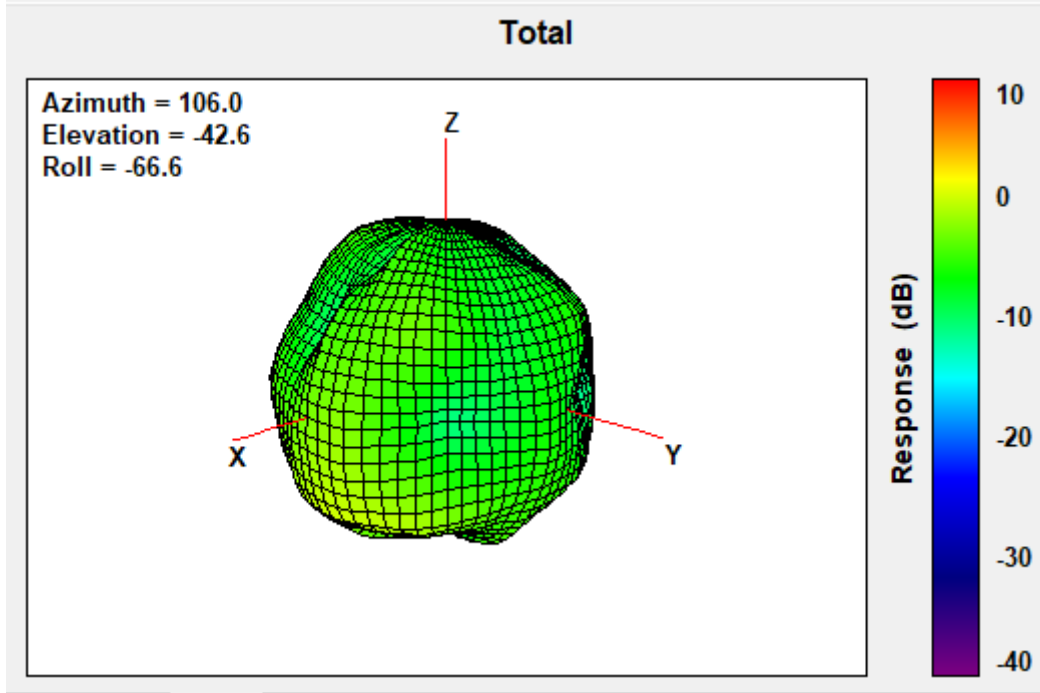 Total
Azimuth = 106.0
Elevation = -42.6
Roll = -66.6
Z
X
Y
10
0
-10
-20
-30
-40
Response (dB)